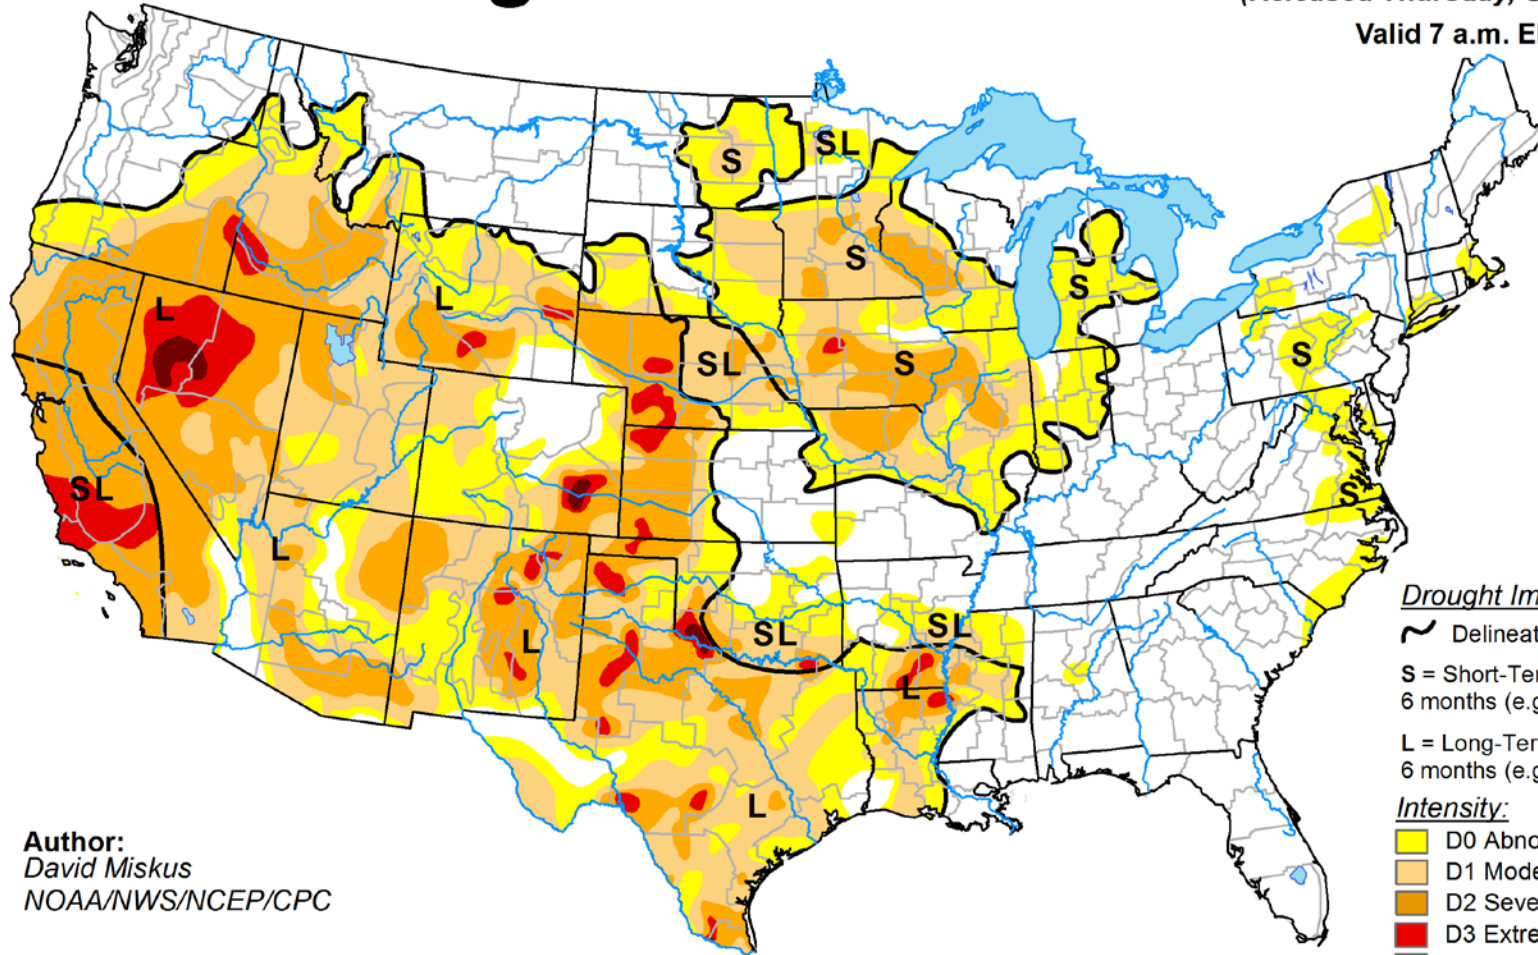 Valid 7 a.m.
S
SL
S
L
S
L
SL
S
S
SL
S
L
L
SL
SL
L
L
Drought
Delineat
S = Short-Ter
6 months (e.g
L = Long-Ter
6 months (e.g
Intensity:
D0 Abno
D1 Mode
D2 Seve
D3 Extre
Author:
David Miskus
NOAA/NWS/NCEP/CPC